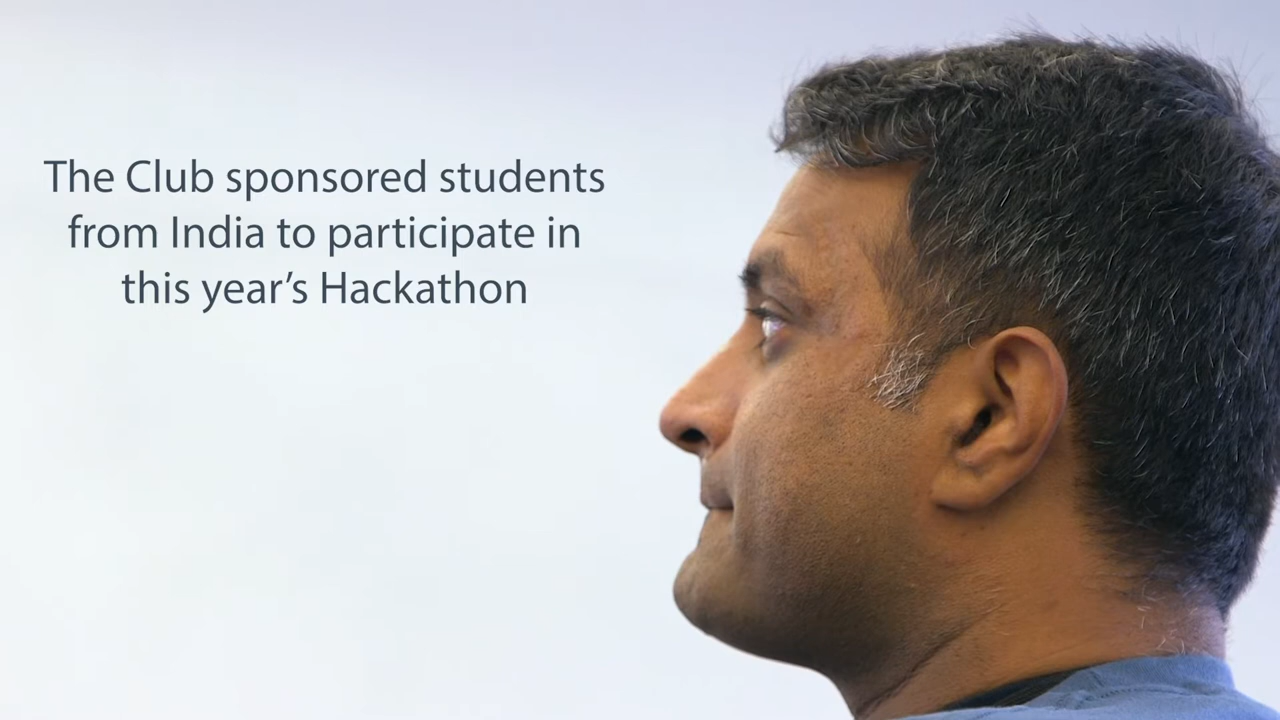 The Club sponsored students
from India to participate in
this year’s Hackathon